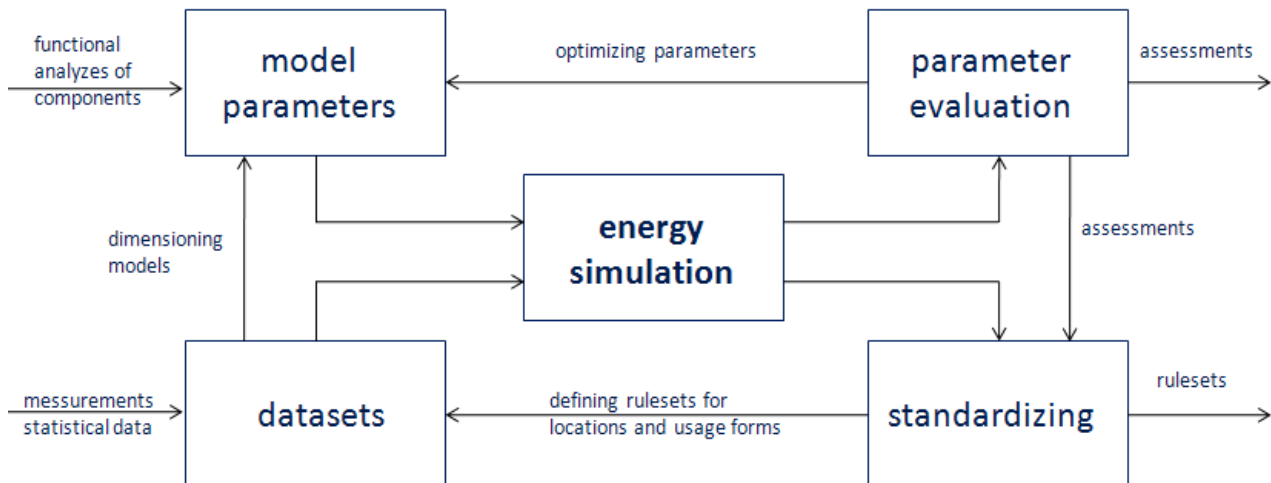 functional
analyzes of
components
model
parameters
optimizing parameters
parameter
evaluation
assessments
dimensioning
models
energy
simulation
assessments
messurements
statistical data
datasets
defining rulesets for
locations and usage forms
standardizing
rulesets